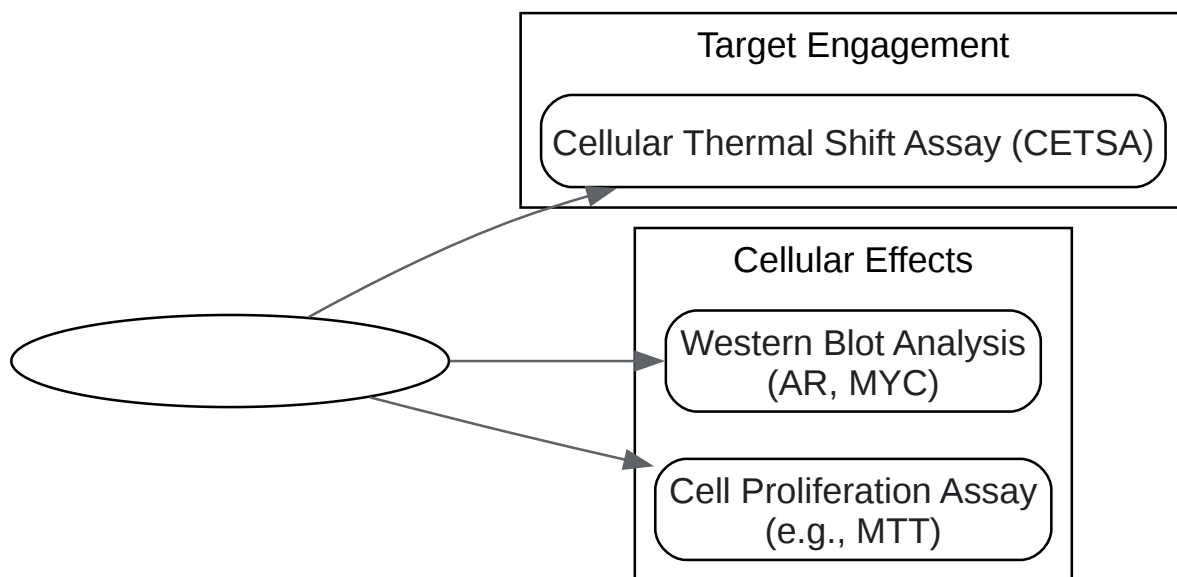 Target Engagement
Cellular Thermal Shift Assay (CETSA)
Cellular Effects
Western Blot Analysis
(AR, MYC)
Cell Proliferation Assay
(e.g., MTT)